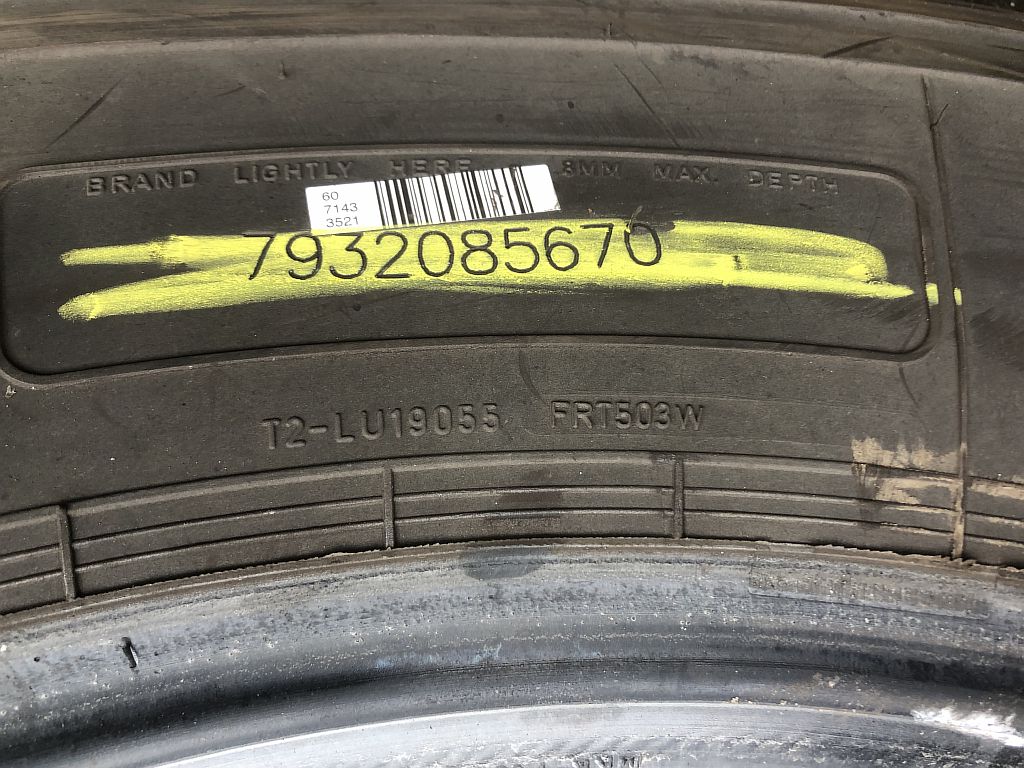 BRAND LIGHTLY HERE 3MM MAX. DEPTH
60
7143
3521
7932085670
T2-LU19055 FRT503W